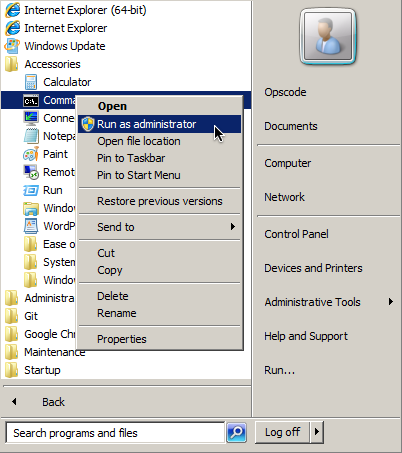 Internet Explorer (64-bit)
Internet Explorer
Windows Update
Accessories
Calculator
Comma
Conne
Notepa
Paint
Remot
Run
Window
WordP
Ease o
System
Window
Administra
Git
Google Chr
Maintenance
Startup
Back
Search programs and files
Open
Run as administrator
Open file location
Pin to Taskbar
Pin to Start Menu
Restore previous versions
Send to
Cut
Copy
Delete
Rename
Properties
Opscode
Documents
Computer
Network
Control Panel
Devices and Printers
Administrative Tools
Help and Support
Run...
Log off